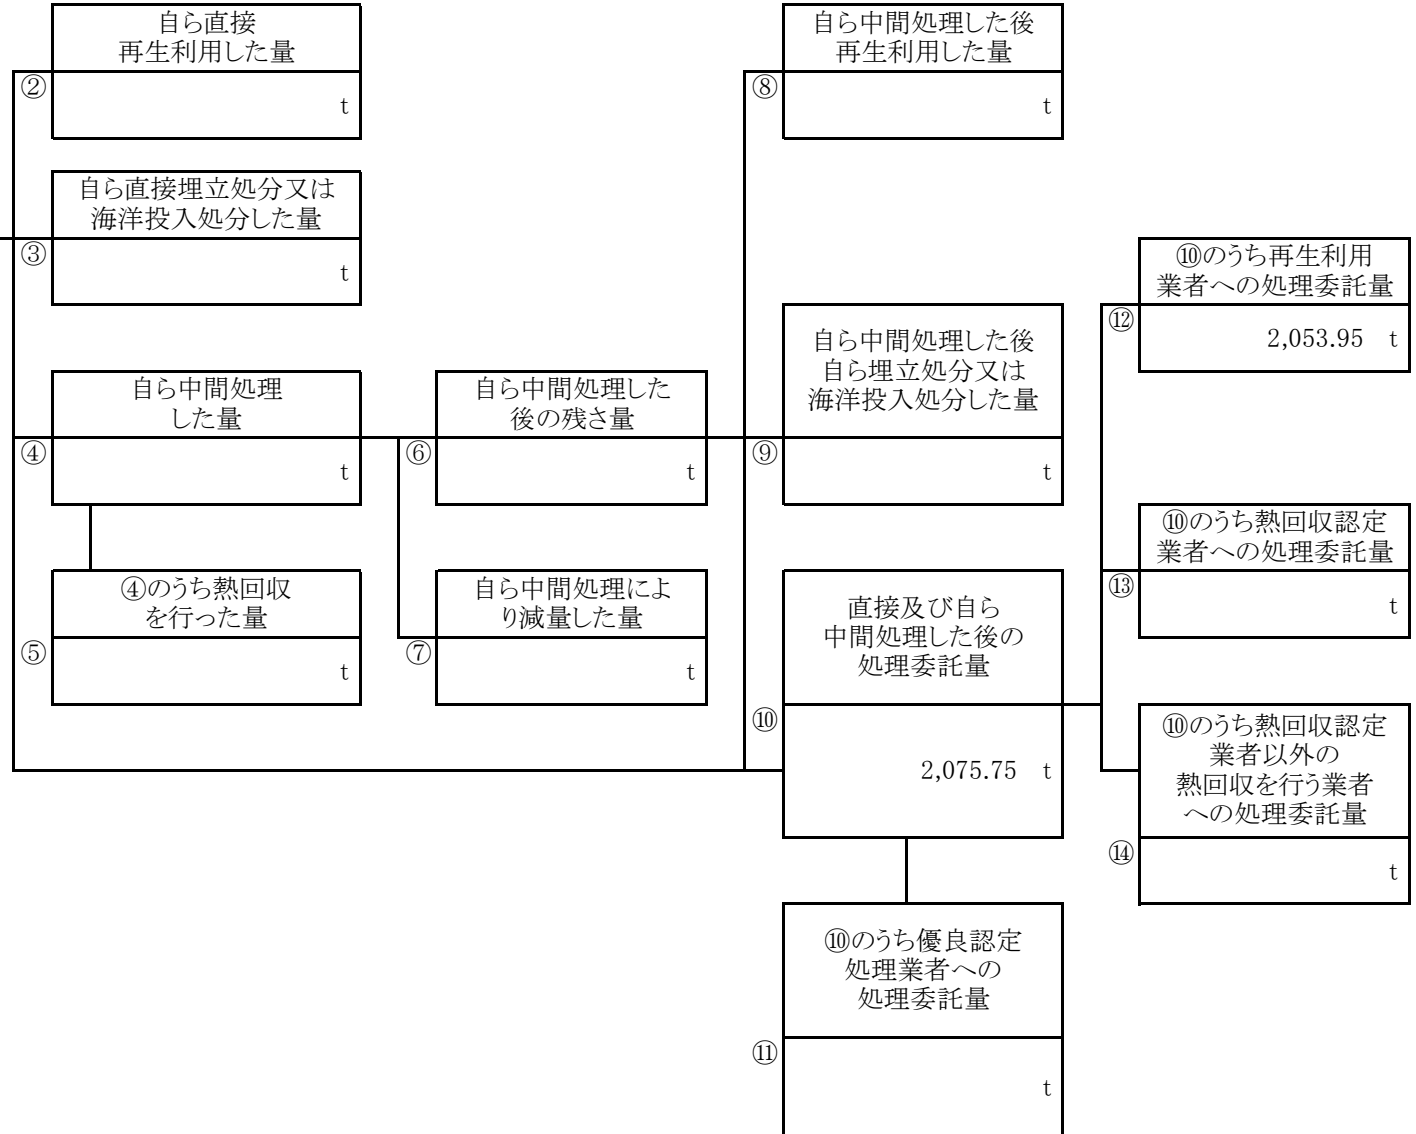 自ら直接
再生利用した量
②
t
自ら中間処理した後
再生利用した量
⑧
t
自ら直接埋立処分又は
海洋投入処分した量
③
t
⑩のうち再生利用
業者への処理委託量
⑫
2,053.95 t
自ら中間処理
した量
④
t
自ら中間処理した
後の残さ量
⑥
t
自ら中間処理した後
自ら埋立処分又は
海洋投入処分した量
⑨
t
⑩のうち熱回収認定
業者への処理委託量
⑬
t
④のうち熱回収
を行った量
⑤
t
自ら中間処理によ
り減量した量
⑦
t
直接及び自ら
中間処理した後の
処理委託量
⑩
2,075.75 t
⑩のうち熱回収認定
業者以外の
熱回収を行う業者
への処理委託量
⑭
t
⑩のうち優良認定
処理業者への
処理委託量
⑪
t